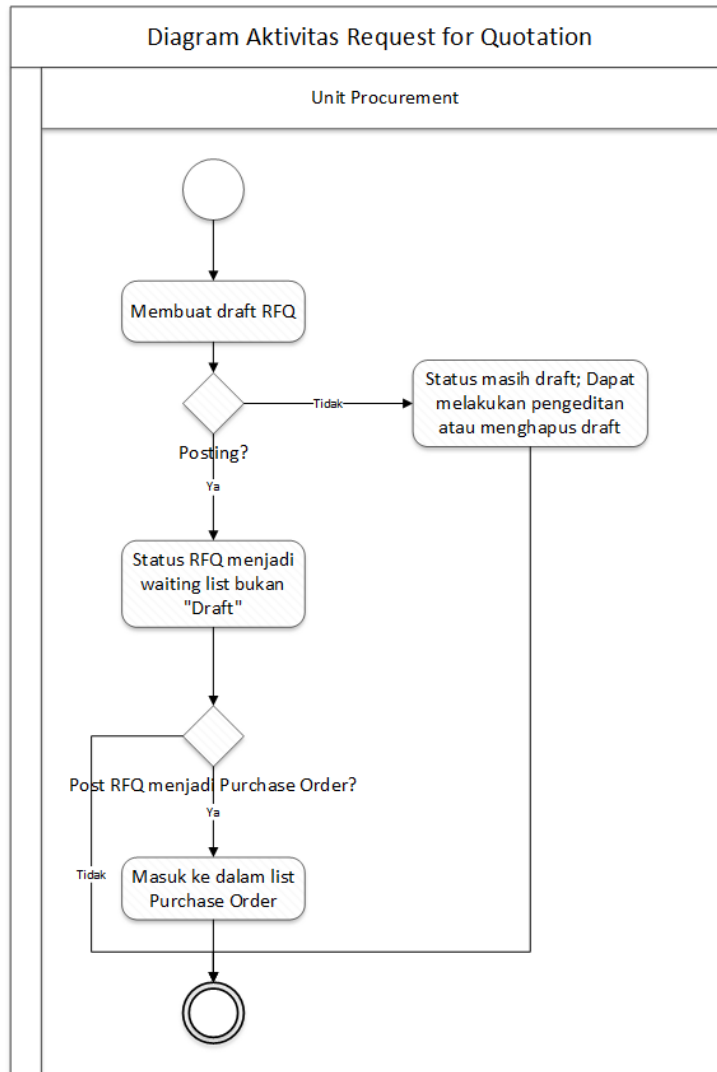 Diagram Aktivitas Request for Quotation
Unit Procurement
Membuat draft RFQ
Tidak
Status masih draft; Dapat
melakukan pengeditan
atau menghapus draft
Posting?
Ya
Status RFQ menjadi
waiting list bukan
"Draft"
Post RFQ menjadi Purchase Order?
Ya
Tidak
Masuk ke dalam list
Purchase Order